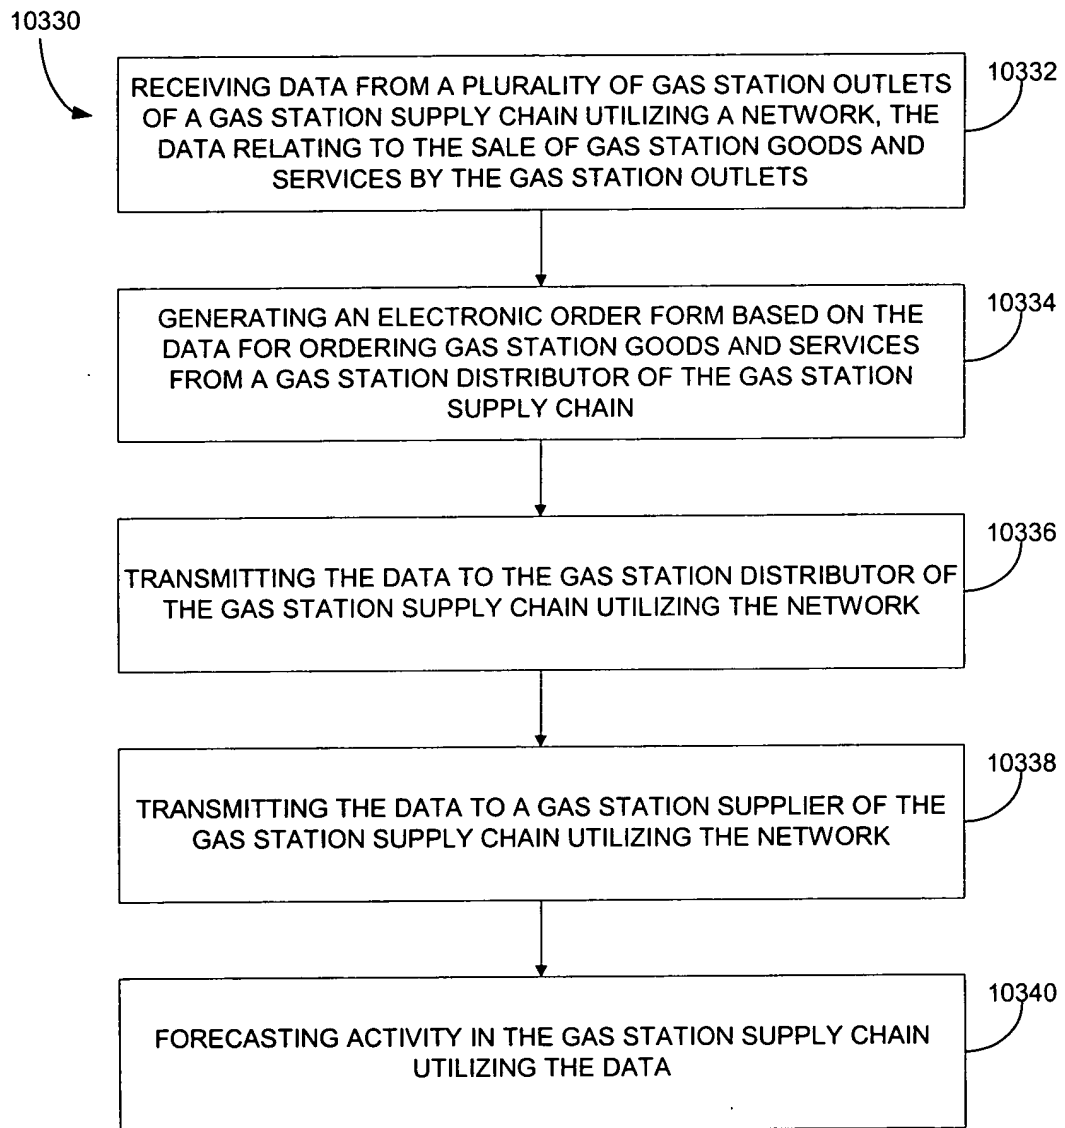 10330
10332
RECEIVING DATA FROM A PLURALITY OF GAS STATION OUTLETS
OF A GAS STATION SUPPLY CHAIN UTILIZING A NETWORK, THE
DATA RELATING TO THE SALE OF GAS STATION GOODS AND
SERVICES BY THE GAS STATION OUTLETS
10334
GENERATING AN ELECTRONIC ORDER FORM BASED ON THE
DATA FOR ORDERING GAS STATION GOODS AND SERVICES
FROM A GAS STATION DISTRIBUTOR OF THE GAS STATION
SUPPLY CHAIN
10336
TRANSMITTING THE DATA TO THE GAS STATION DISTRIBUTOR OF
THE GAS STATION SUPPLY CHAIN UTILIZING THE NETWORK
10338
TRANSMITTING THE DATA TO A GAS STATION SUPPLIER OF THE
GAS STATION SUPPLY CHAIN UTILIZING THE NETWORK
10340
FORECASTING ACTIVITY IN THE GAS STATION SUPPLY CHAIN
UTILIZING THE DATA